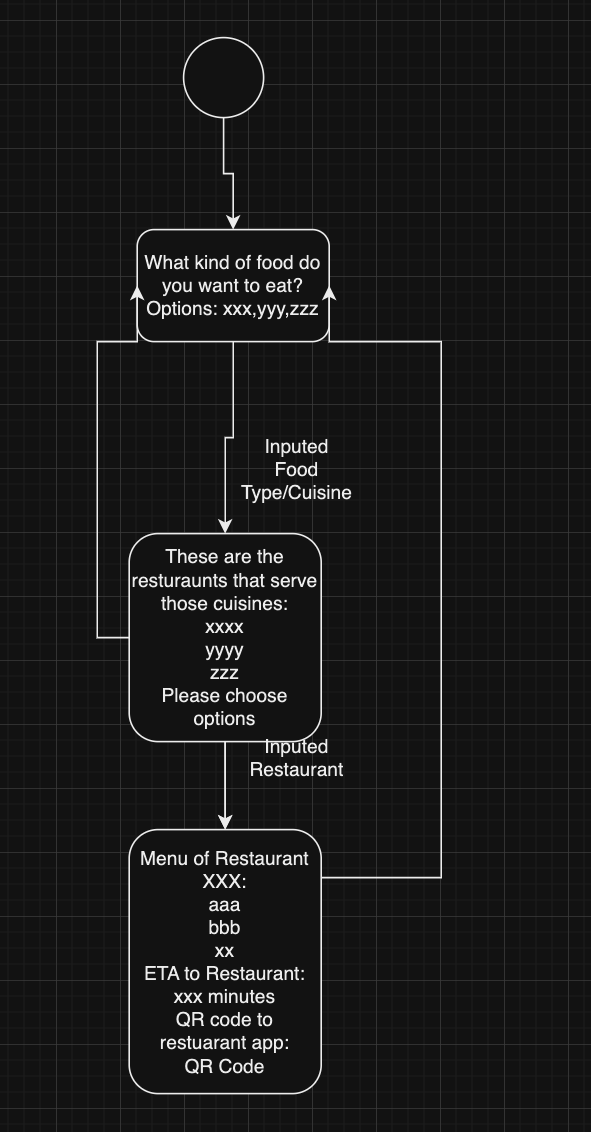 What kind of food do
you want to eat?
Options: xxx,yyy,zzz
Inputed
Food
Type/Cuisine
These are the
resturaunts that serve
those cuisines:
xxxx
yyyy
zzz
Please choose
options
Inputed
Restaurant
Menu of Restaurant
XXX:
aaa
bbb
xx
ETA to Restaurant:
xxx minutes
QR code to
restuarant app:
QR Code